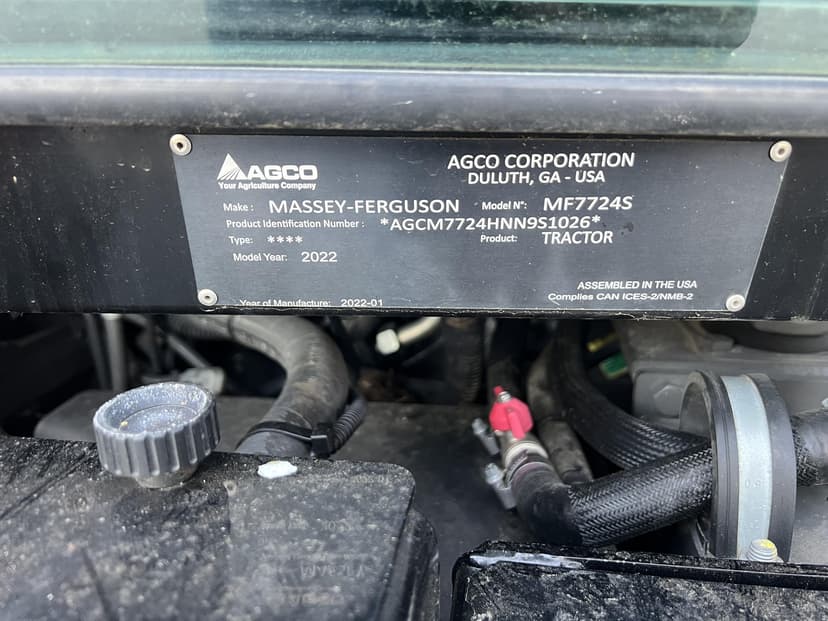 AGCO
Your Agriculture Company
AGCO CORPORATION
DULUTH, GA - USA
Make : MASSEY-FERGUSON Model N°: MF7724S
Product Identification Number : *AGCM7724HNN9S1026*
Type: **** Product: TRACTOR
Model Year: 2022
ASSEMBLED IN THE USA
Year of Manufacture: 2022-01 Complies CAN ICES-2/NMB-2